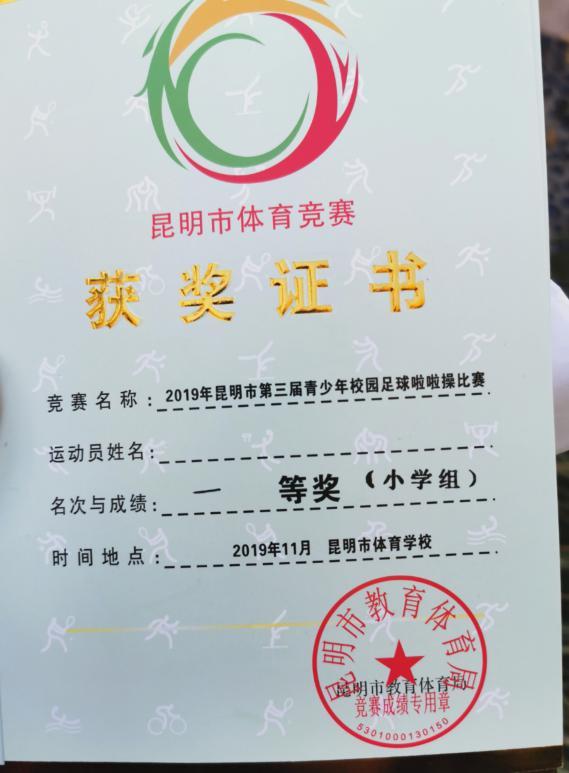 昆明市体育竞赛
获奖证书
竞赛名称：2019年昆明市第三届青少年校园足球啦啦操比赛
运动员姓名：
名次与成绩：一 等奖（小学组）
时间地点：2019年11月 昆明市体育学校
昆明市教育体育局
昆明市教育体育局
竞赛成绩专用章
5301000130150